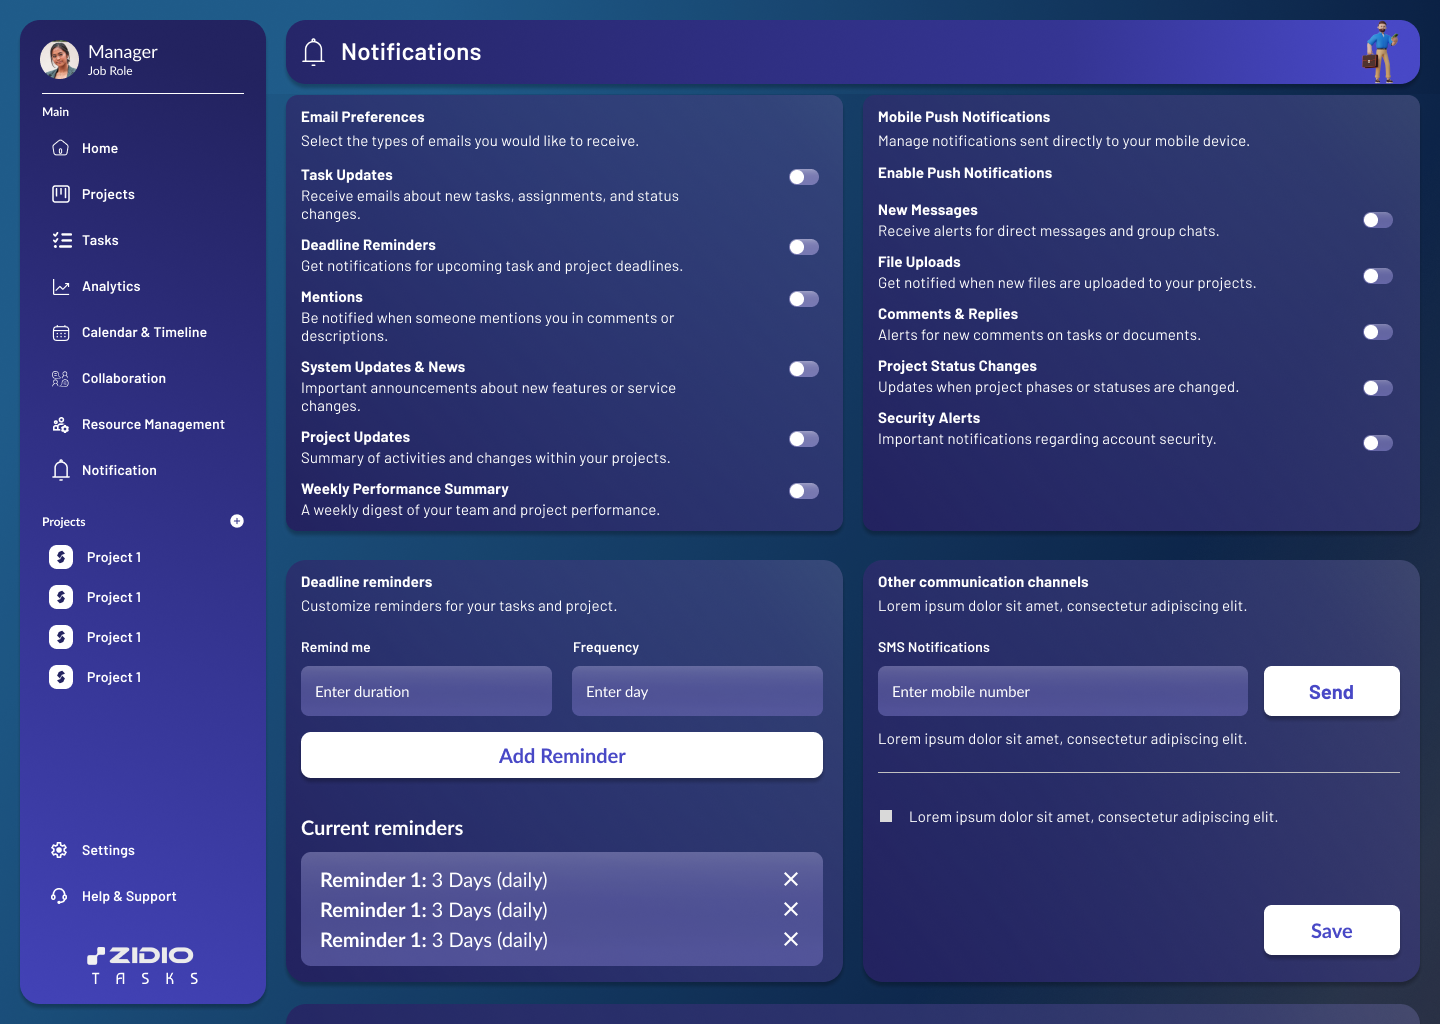 Manager
Job Role
Main
Home
Projects
Tasks
Analytics
Calendar & Timeline
Collaboration
Resource Management
Notification
Projects
Project 1
Project 1
Project 1
Project 1
Settings
Help & Support
ZIDIO
TASKS
Notifications
Email Preferences
Select the types of emails you would like to receive.
Task Updates
Receive emails about new tasks, assignments, and status
changes.
Deadline Reminders
Get notifications for upcoming task and project deadlines.
Mentions
Be notified when someone mentions you in comments or
descriptions.
System Updates & News
Important announcements about new features or service
changes.
Project Updates
Summary of activities and changes within your projects.
Weekly Performance Summary
A weekly digest of your team and project performance.
Mobile Push Notifications
Manage notifications sent directly to your mobile device.
Enable Push Notifications
New Messages
Receive alerts for direct messages and group chats.
File Uploads
Get notified when new files are uploaded to your projects.
Comments & Replies
Alerts for new comments on tasks or documents.
Project Status Changes
Updates when project phases or statuses are changed.
Security Alerts
Important notifications regarding account security.
Deadline reminders
Customize reminders for your tasks and project.
Remind me
Frequency
Enter duration
Enter day
Add Reminder
Current reminders
Reminder 1: 3 Days (daily)
Reminder 1: 3 Days (daily)
Reminder 1: 3 Days (daily)
Other communication channels
Lorem ipsum dolor sit amet, consectetur adipiscing elit.
SMS Notifications
Enter mobile number
Send
Lorem ipsum dolor sit amet, consectetur adipiscing elit.
Lorem ipsum dolor sit amet, consectetur adipiscing elit.
Save